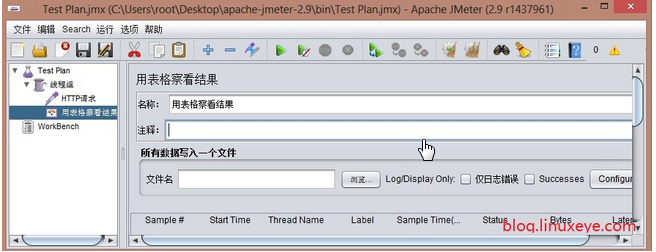 Test Plan.jmx (C:\Users\root\Desktop\apache-jmeter-2.9\bin\Test Plan.jmx) - Apache JMeter (2.9 r1437961)
文件 编辑 Search 运行 选项 帮助
0
Test Plan
线程组
HTTP请求
用表格察看结果
WorkBench
用表格察看结果
名称: 用表格察看结果
注释:
所有数据写入一个文件
文件名 浏览... Log/Display Only: 仅日志错误 Successes Configur
Sample # Start Time Thread Name Label Sample Time(... Status Bytes Laten
blog.linuxeye.com